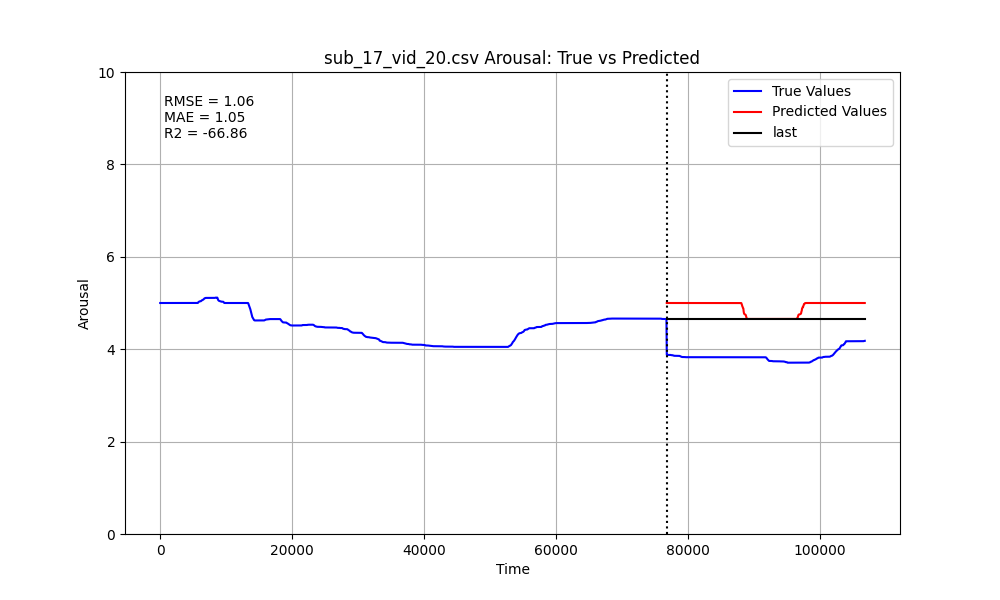 sub_17_vid_20.csv Arousal: True vs Predicted
10
8
6
4
2
0
Arousal
RMSE = 1.06
MAE = 1.05
R2 = -66.86
True Values
Predicted Values
last
0
20000
40000
60000
80000
100000
Time